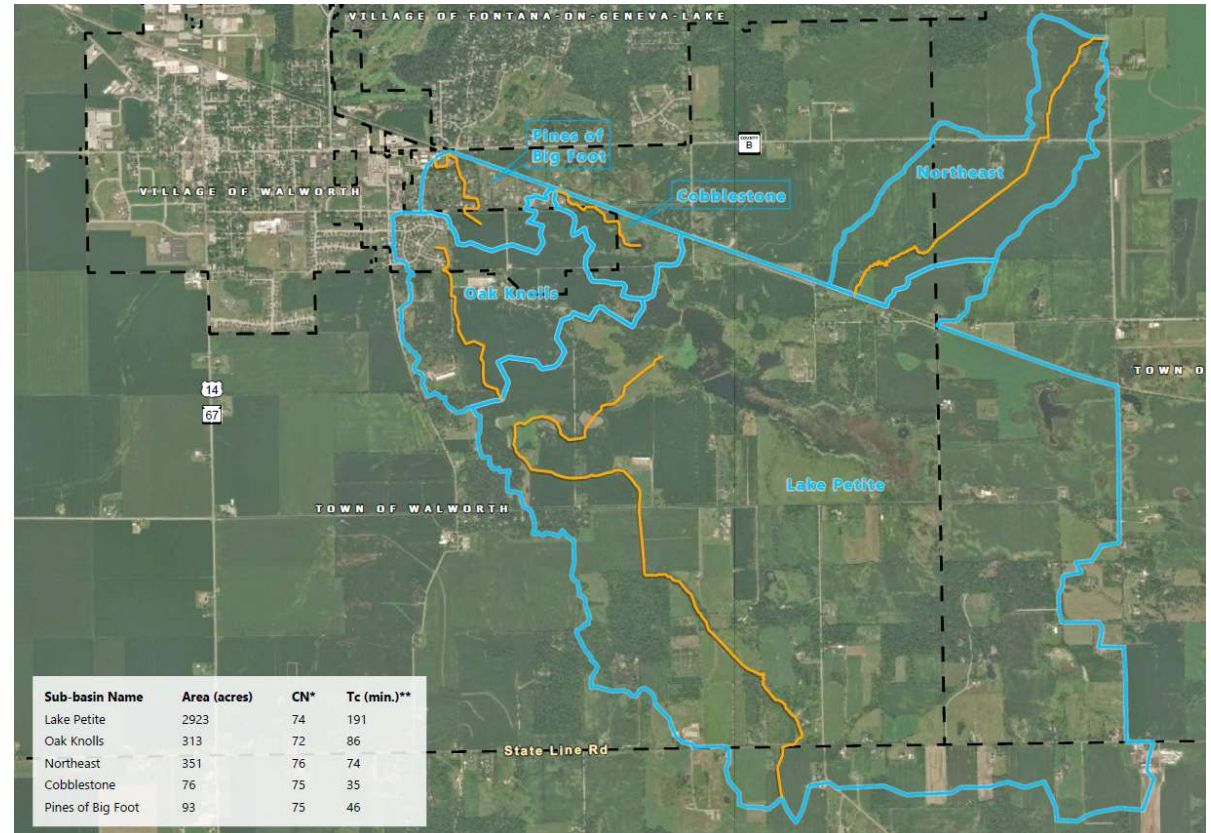 VILLAGE OF FONTANA-ON-GENEVA-LAKE
Pines of
Big Foot
COUNTY
B
Northeast
VILLAGE OF WALWORTH
Cobblestone
Oak Knolls
TOWN O
14
67
Lake Petite
TOWN OF WALWORTH
State Line Rd
Sub-basin Name Area (acres) CN* Tc (min.)**
Lake Petite 2923 74 191
Oak Knolls 313 72 86
Northeast 351 76 74
Cobblestone 76 75 35
Pines of Big Foot 93 75 46